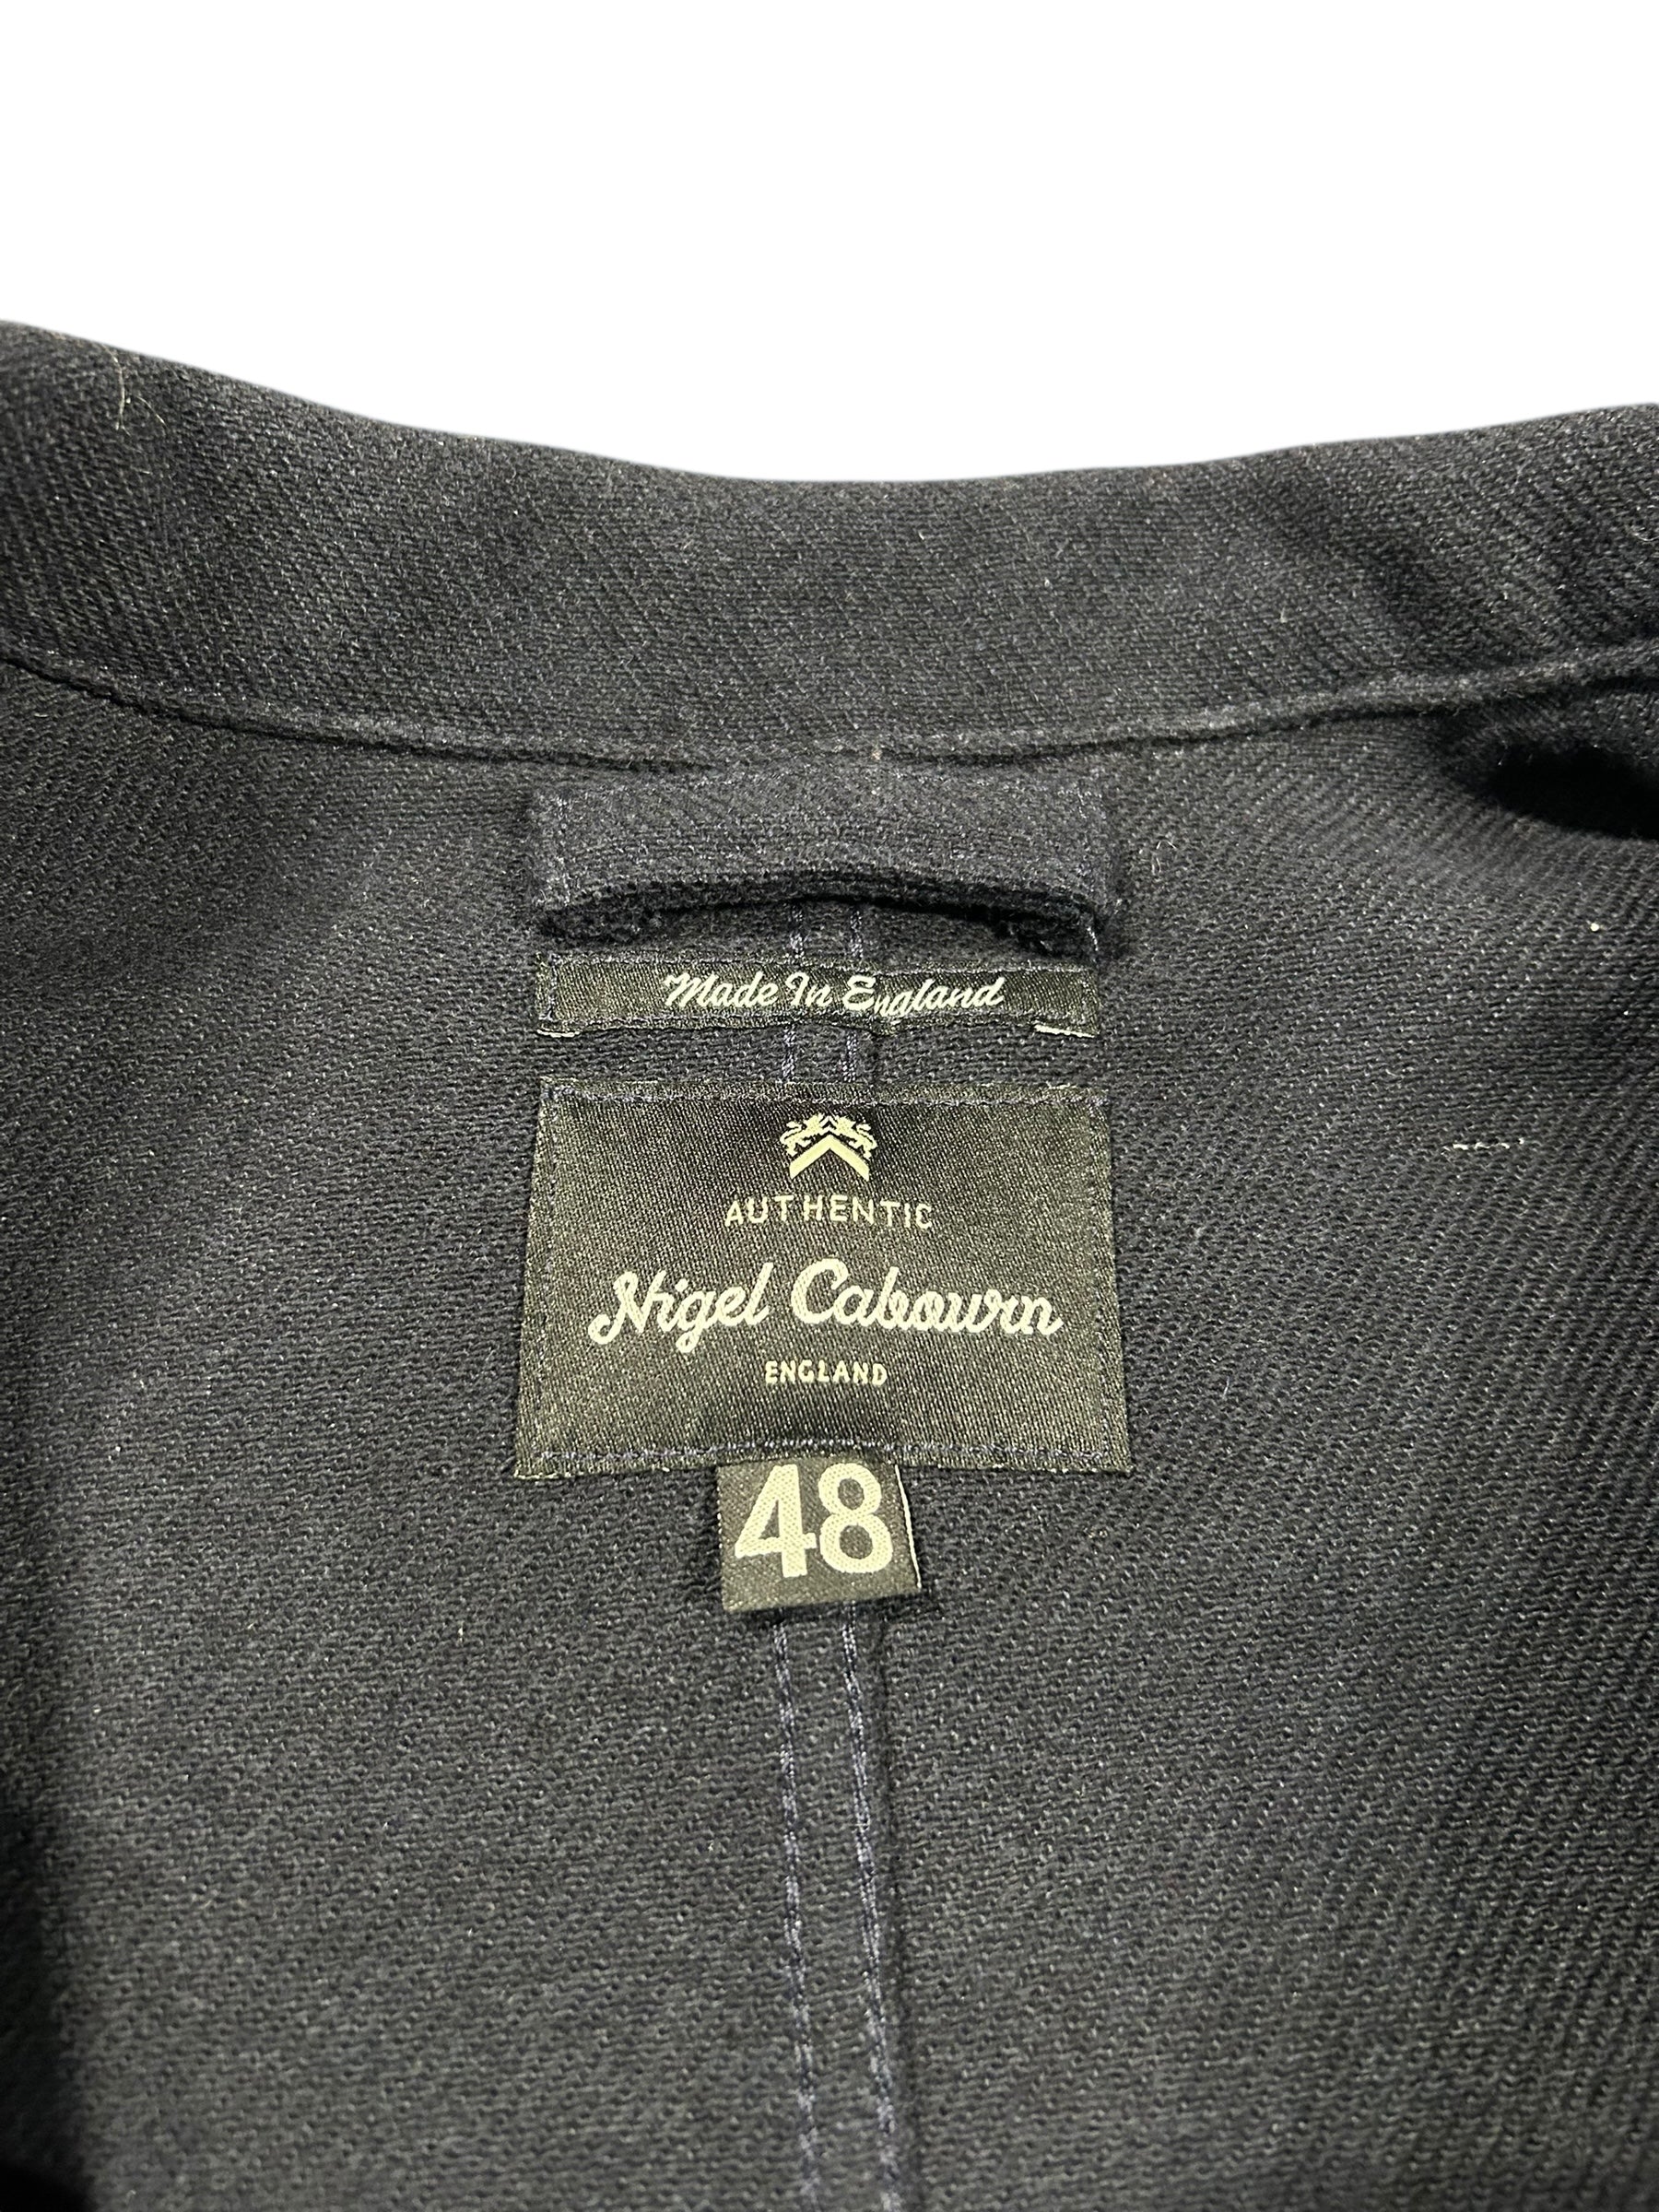 Made In England
AUTHENTIC
Nigel Cabourn
ENGLAND
48